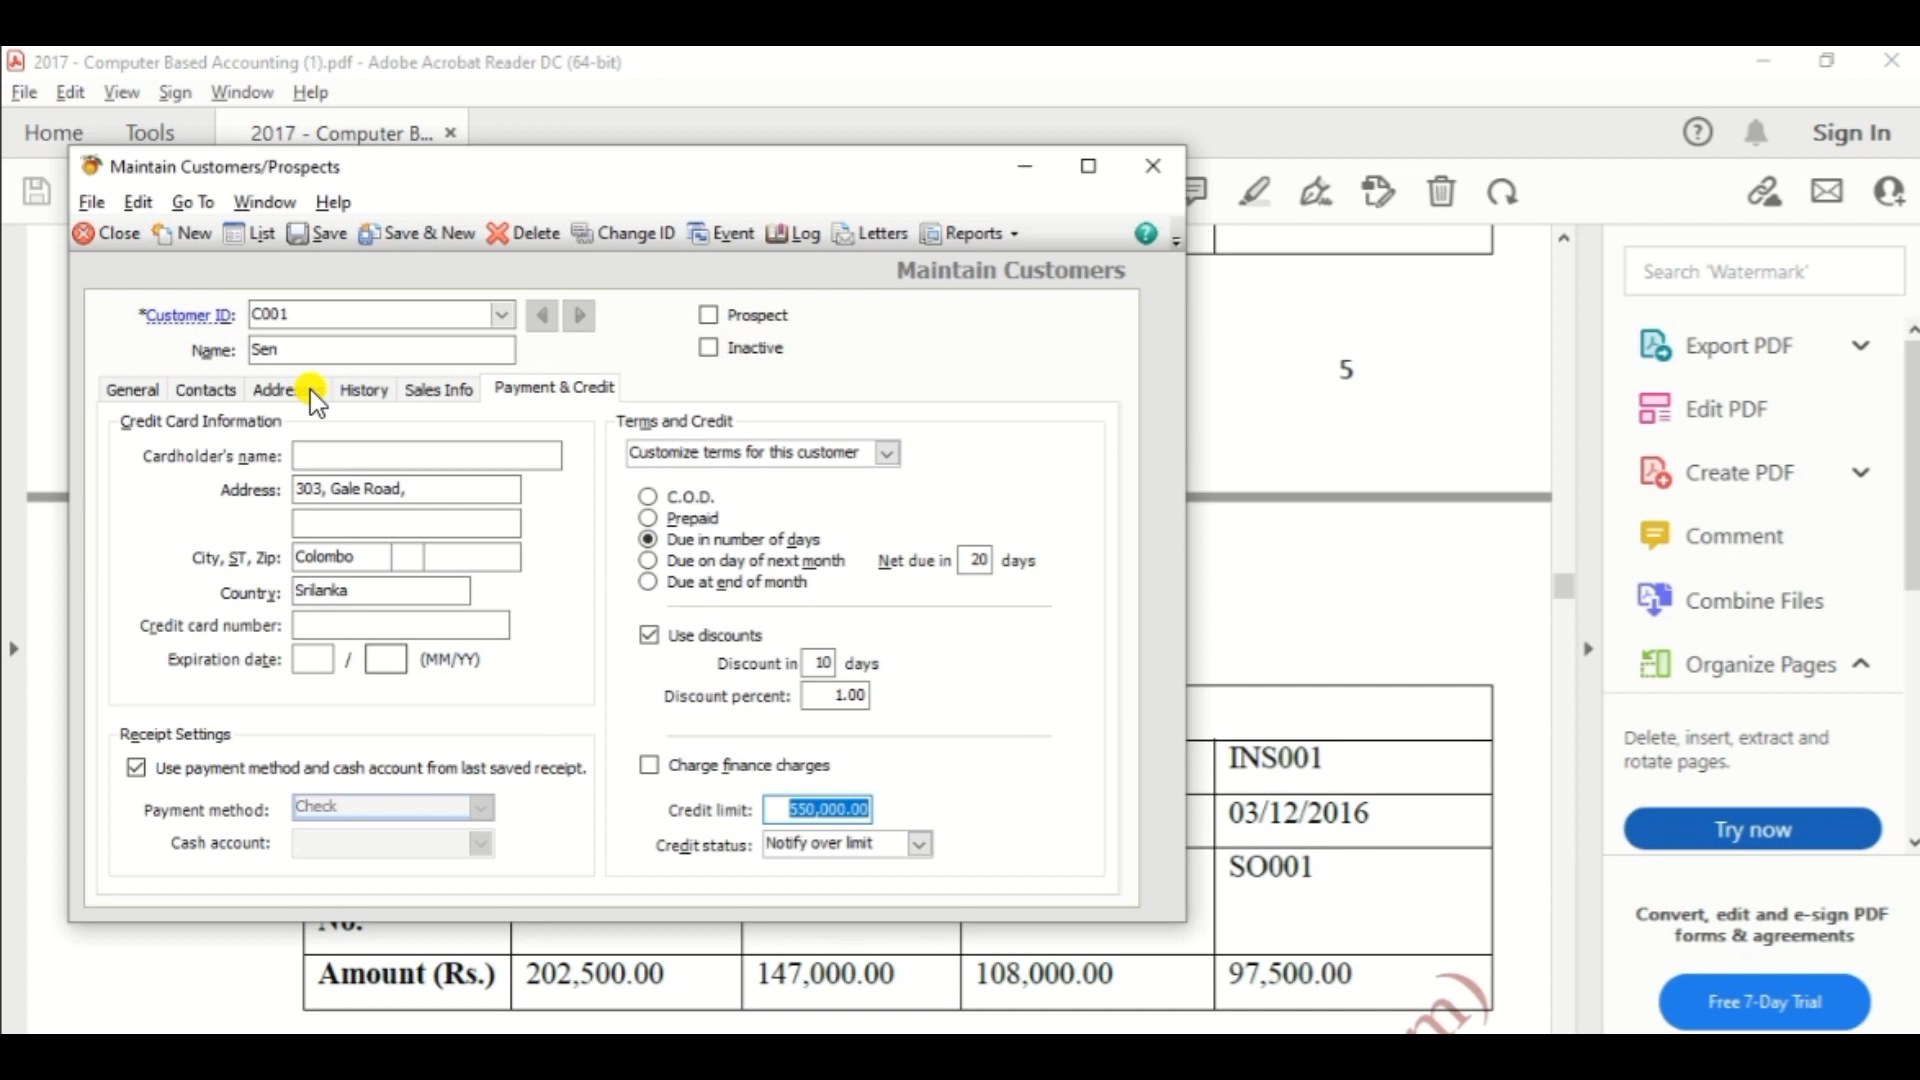 2017 - Computer Based Accounting (1).pdf - Adobe Acrobat Reader DC (64-bit)
File Edit View Sign Window Help
Home Tools 2017 - Computer B... × Sign In
Maintain Customers/Prospects
File Edit Go To Window Help
Close New List Save Save & New Delete Change ID Event Log Letters Reports
Maintain Customers
*Customer ID: C001 Prospect
Name: Sen Inactive
General Contacts History Sales Info Payment & Credit
Credit Card Information
Cardholder's name:
Address: 303, Gale Road,
City, ST, Zip: Colombo
Country: Srilanka
Credit card number:
Expiration date: / (MM/YY)
Receipt Settings
Use payment method and cash account from last saved receipt.
Payment method: Check
Cash account:
Terms and Credit
Customize terms for this customer
C.O.D.
Prepaid
Due in number of days
Due on day of next month Net due in 20 days
Due at end of month
Use discounts
Discount in 10 days
Discount percent: 1.00
Charge finance charges
Credit limit: 550,000.00
Credit status: Notify over limit
5
INS001
03/12/2016
SO001
No.
Amount (Rs.) 202,500.00 147,000.00 108,000.00 97,500.00
Search 'Watermark'
Export PDF
Edit PDF
Create PDF
Comment
Combine Files
Organize Pages
Delete, insert, extract and
rotate pages.
Try now
Convert, edit and e-sign PDF
forms & agreements
Free 7-Day Trial